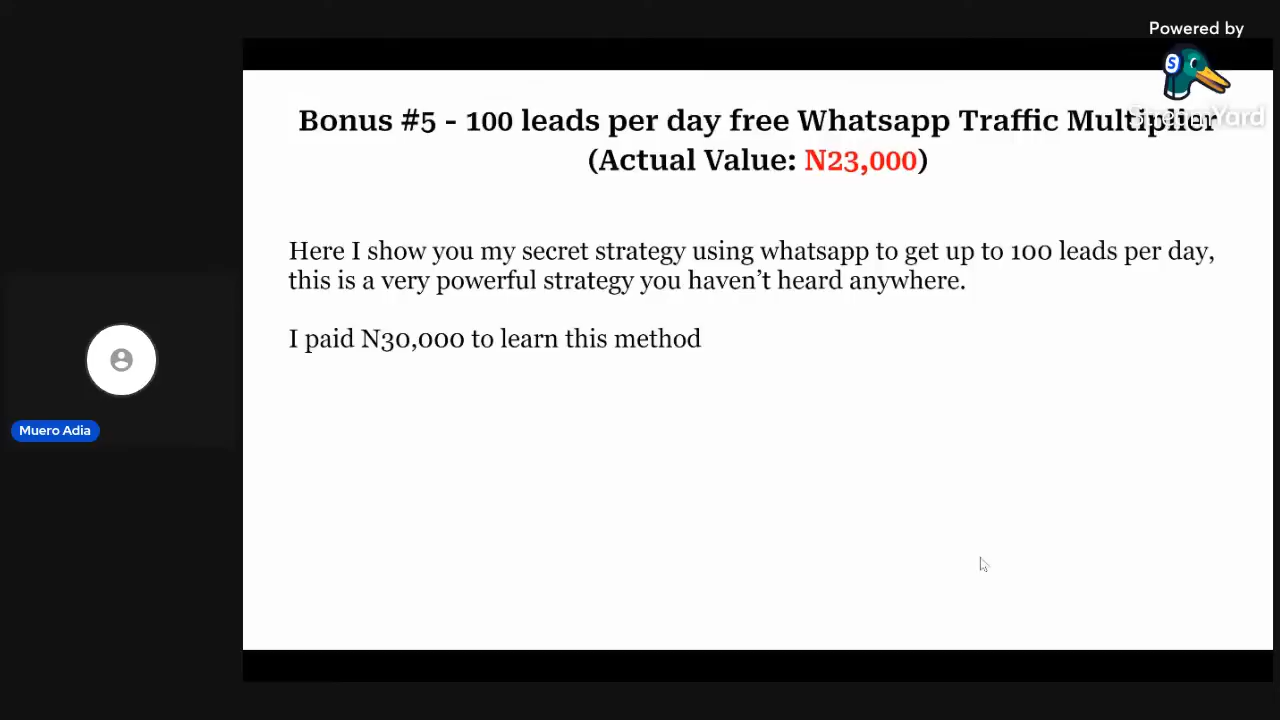 Powered by
StreamYard
Bonus #5 - 100 leads per day free Whatsapp Traffic Multiplier
(Actual Value: N23,000)
Here I show you my secret strategy using whatsapp to get up to 100 leads per day,
this is a very powerful strategy you haven’t heard anywhere.
I paid N30,000 to learn this method
Muero Adia